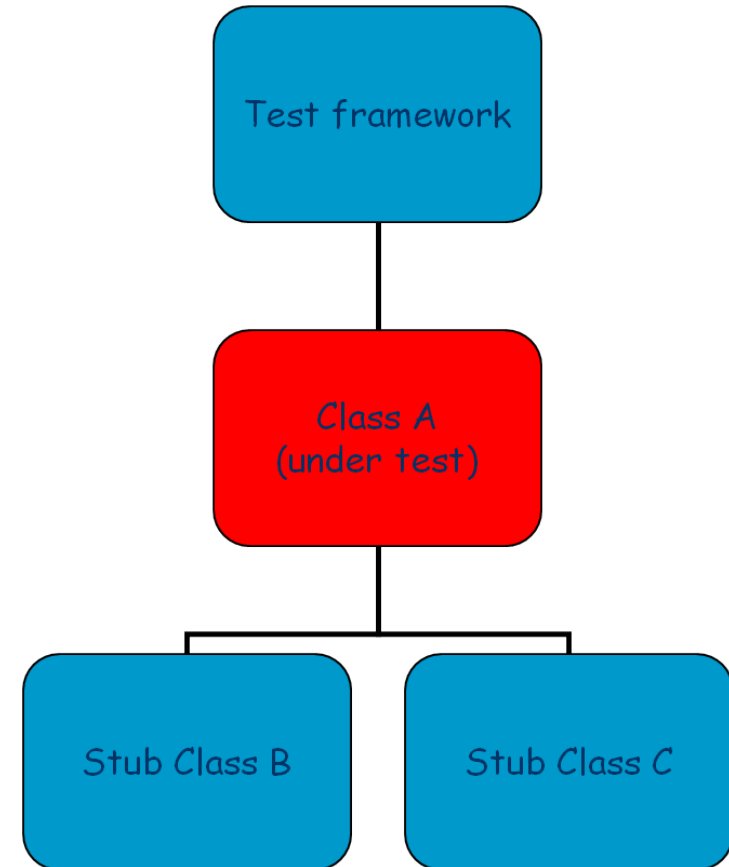 Test framework
Class A
(under test)
Stub Class B
Stub Class C